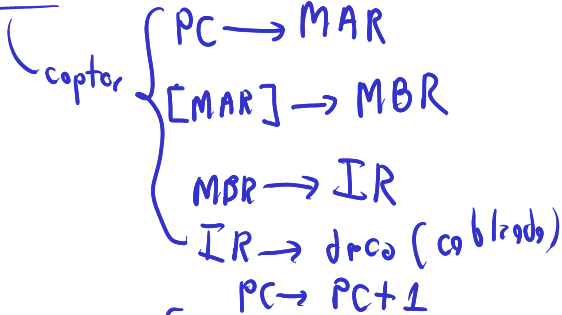 captar
PC → MAR
[MAR] → MBR
MBR → IR
IR → deco (cableado)
PC → PC+1